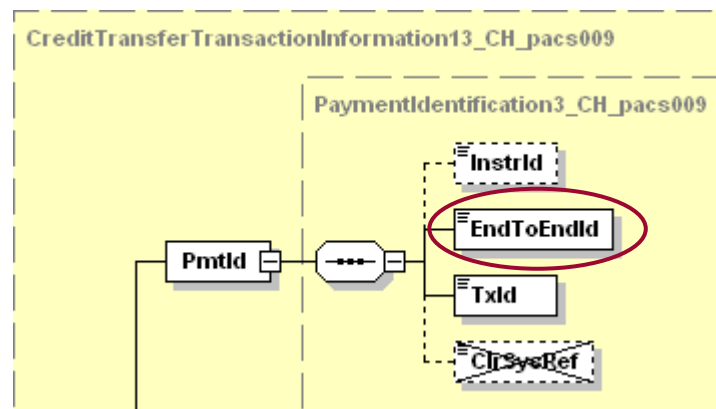 CreditTransferTransactionInformation13_CH_pacs009
PaymentIdentification3_CH_pacs009
InstrId
EndToEndId
PmtId
TxId
ClrSysRef